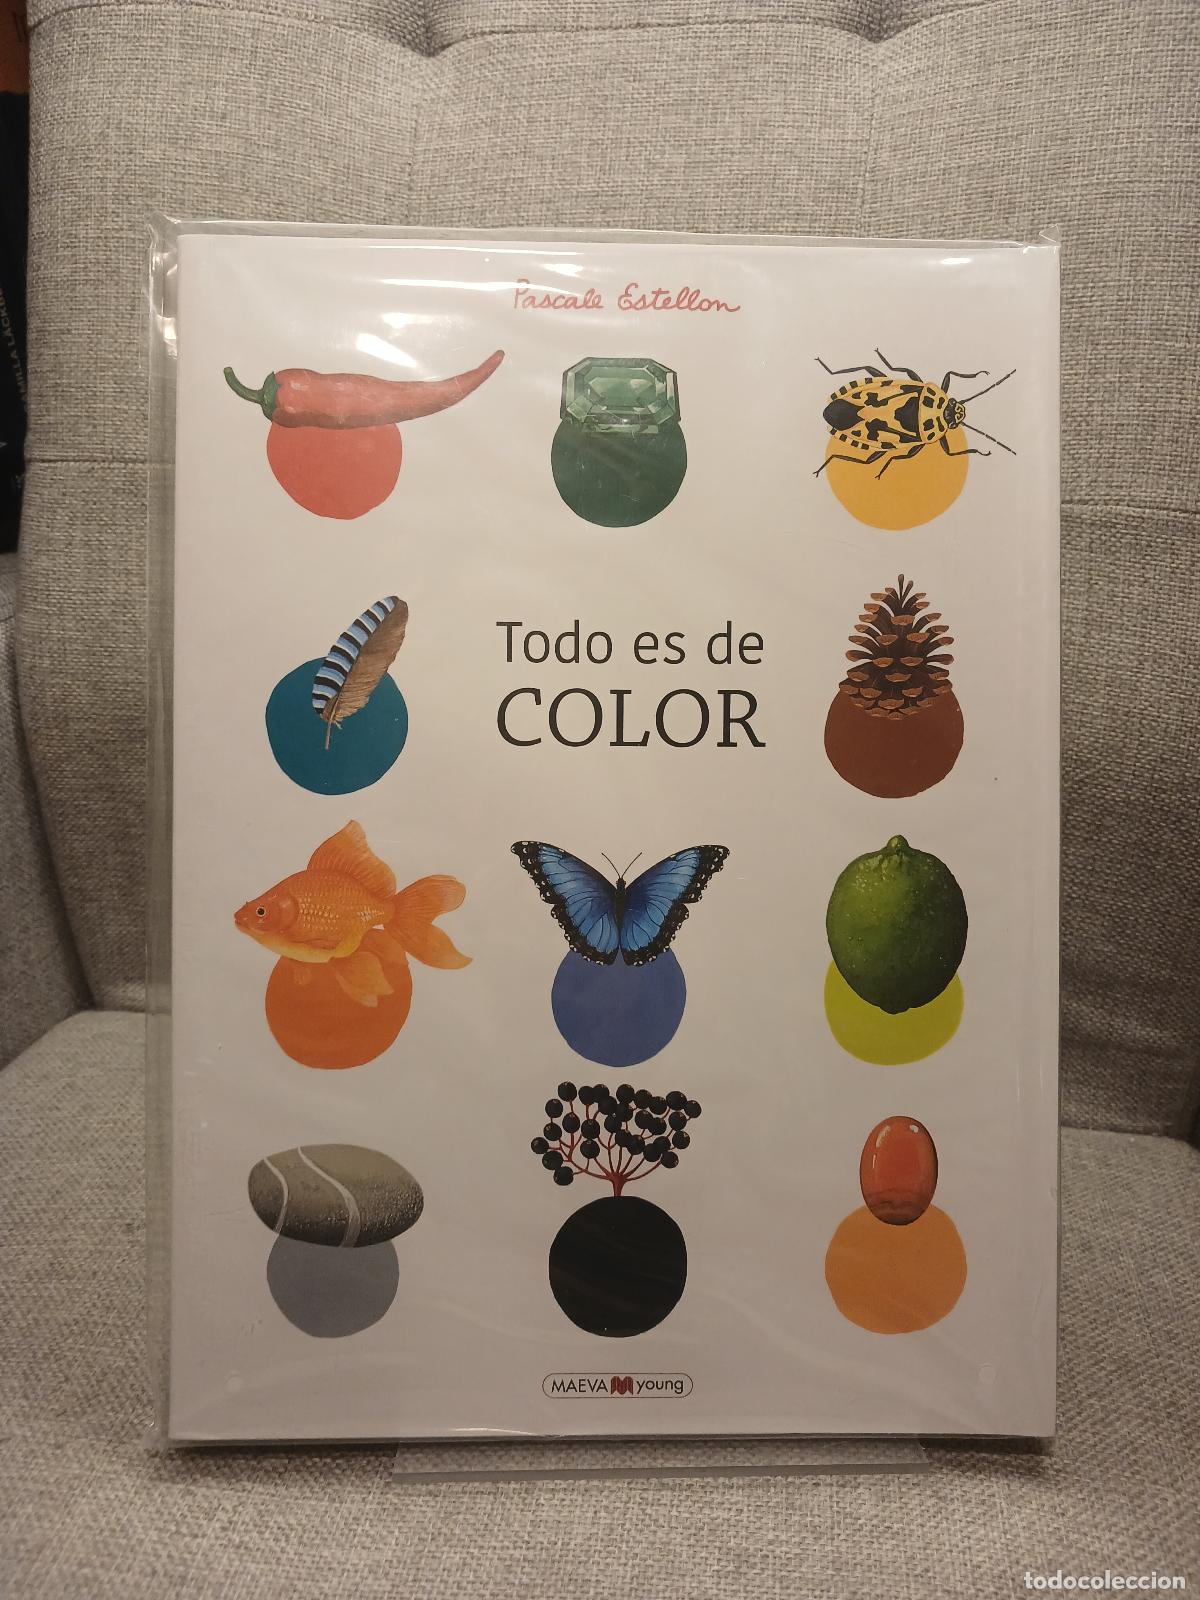 Pascale Estellon
Todo es de
COLOR
MAEVA young
todocoleccion